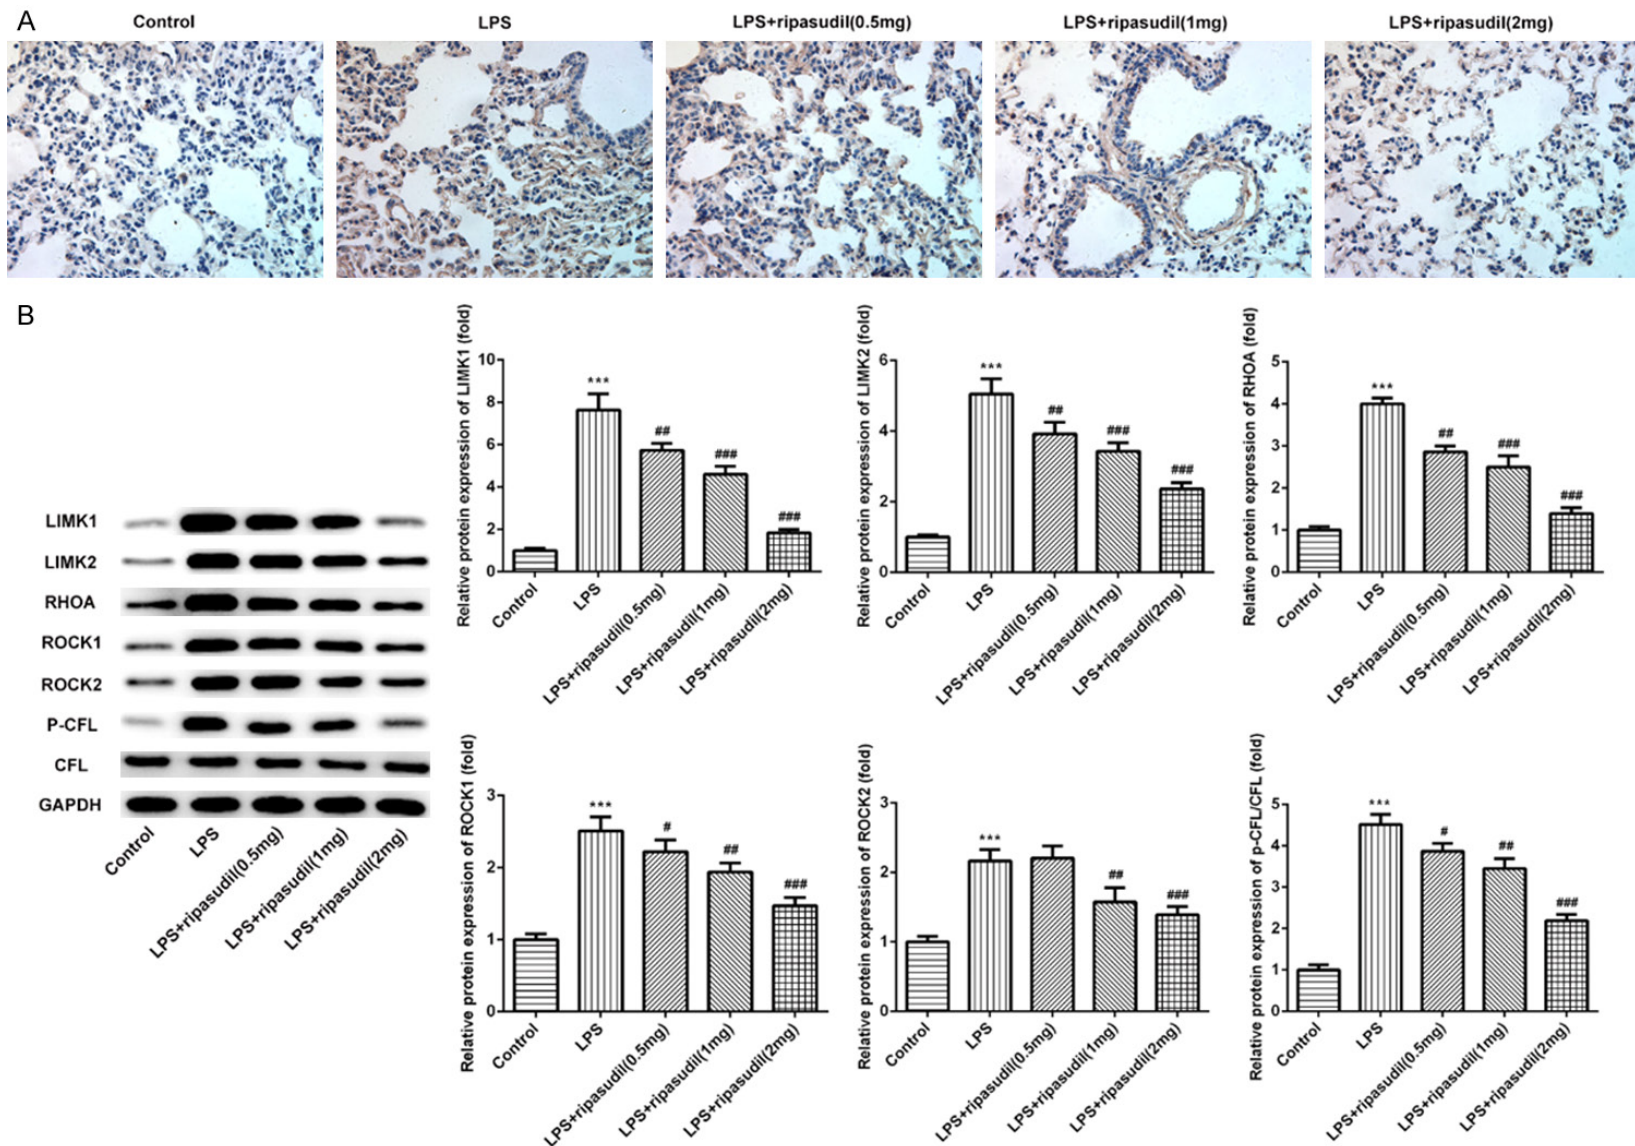 A
Control
LPS
LPS+ripasudil(0.5mg)
LPS+ripasudil(1mg)
LPS+ripasudil(2mg)
B
LIMK1
LIMK2
RHOA
ROCK1
ROCK2
P-CFL
CFL
GAPDH
Control
LPS
LPS+ripasudil(0.5mg)
LPS+ripasudil(1mg)
LPS+ripasudil(2mg)
Relative protein expression of LIMK1 (fold)
10
8
6
4
2
0
***
##
###
###
Control
LPS
LPS+ripasudil(0.5mg)
LPS+ripasudil(1mg)
LPS+ripasudil(2mg)
Relative protein expression of LIMK2 (fold)
6
4
2
0
***
##
###
###
Control
LPS
LPS+ripasudil(0.5mg)
LPS+ripasudil(1mg)
LPS+ripasudil(2mg)
Relative protein expression of RHOA (fold)
5
4
3
2
1
0
***
##
###
###
Control
LPS
LPS+ripasudil(0.5mg)
LPS+ripasudil(1mg)
LPS+ripasudil(2mg)
Relative protein expression of ROCK1 (fold)
3
2
1
0
***
#
##
###
Control
LPS
LPS+ripasudil(0.5mg)
LPS+ripasudil(1mg)
LPS+ripasudil(2mg)
Relative protein expression of ROCK2 (fold)
3
2
1
0
***
##
###
Control
LPS
LPS+ripasudil(0.5mg)
LPS+ripasudil(1mg)
LPS+ripasudil(2mg)
Relative protein expression of p-CFL/CFL (fold)
5
4
3
2
1
0
***
#
##
###
Control
LPS
LPS+ripasudil(0.5mg)
LPS+ripasudil(1mg)
LPS+ripasudil(2mg)